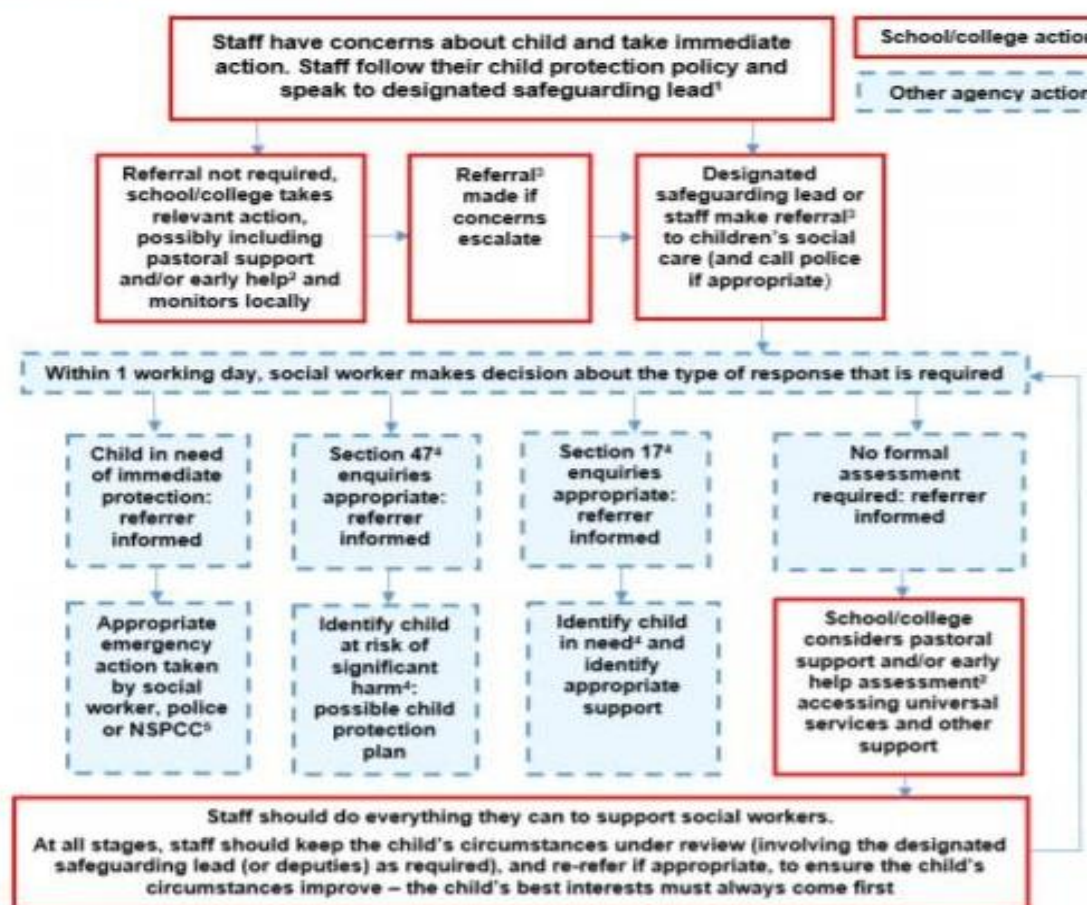 Staff have concerns about child and take immediate
action. Staff follow their child protection policy and
speak to designated safeguarding lead¹
School/college action
Other agency action
Referral not required,
school/college takes
relevant action,
possibly including
pastoral support
and/or early help² and
monitors locally
Referral³
made if
concerns
escalate
Designated
safeguarding lead or
staff make referral³
to children's social
care (and call police
if appropriate)
Within 1 working day, social worker makes decision about the type of response that is required
Child in need
of immediate
protection:
referrer
informed
Section 47⁴
enquiries
appropriate:
referrer
informed
Section 17⁴
enquiries
appropriate:
referrer
informed
No formal
assessment
required: referrer
informed
Appropriate
emergency
action taken
by social
worker, police
or NSPCC⁵
Identify child
at risk of
significant
harm⁴:
possible child
protection
plan
Identify child
in need⁴ and
identify
appropriate
support
School/college
considers pastoral
support and/or early
help assessment²
accessing universal
services and other
support
Staff should do everything they can to support social workers.
At all stages, staff should keep the child's circumstances under review (involving the designated
safeguarding lead (or deputies) as required), and re-refer if appropriate, to ensure the child's
circumstances improve – the child's best interests must always come first